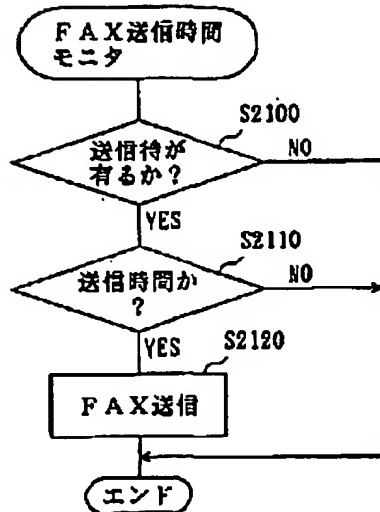 FAX送信時間
モニタ
S2100
送信待が
有るか?
NO
YES
S2110
送信時間か
?
NO
YES
S2120
FAX送信
エンド